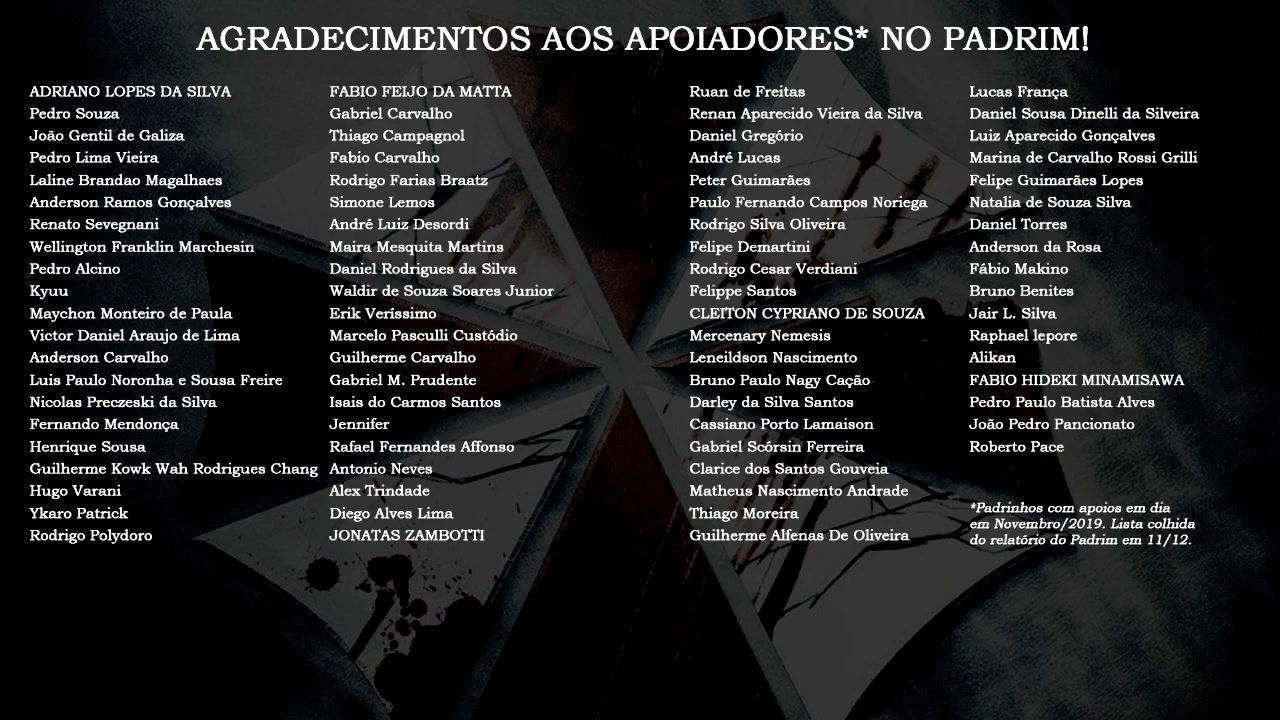 AGRADECIMENTOS AOS APOIADORES* NO PADRIM!
ADRIANO LOPES DA SILVA
Pedro Souza
João Gentil de Galiza
Pedro Lima Vieira
Laline Brandao Magalhaes
Anderson Ramos Gonçalves
Renato Sevegnani
Wellington Franklin Marchesin
Pedro Alcino
Kyuu
Maychon Monteiro de Paula
Victor Daniel Araujo de Lima
Anderson Carvalho
Luis Paulo Noronha e Sousa Freire
Nicolas Preczeski da Silva
Fernando Mendonça
Henrique Sousa
Guilherme Kowk Wah Rodrigues Chang
Hugo Varani
Ykaro Patrick
Rodrigo Polydoro
FABIO FEIJO DA MATTA
Gabriel Carvalho
Thiago Campagnol
Fabio Carvalho
Rodrigo Farias Braatz
Simone Lemos
André Luiz Desordi
Maira Mesquita Martins
Daniel Rodrigues da Silva
Waldir de Souza Soares Junior
Erik Veríssimo
Marcelo Pasculli Custódio
Guilherme Carvalho
Gabriel M. Prudente
Isais do Carmos Santos
Jennifer
Rafael Fernandes Affonso
Antonio Neves
Alex Trindade
Diego Alves Lima
JONATAS ZAMBOTTI
Ruan de Freitas
Renan Aparecido Vieira da Silva
Daniel Gregório
André Lucas
Peter Guimarães
Paulo Fernando Campos Noriega
Rodrigo Silva Oliveira
Felipe Demartini
Rodrigo Cesar Verdiani
Felippe Santos
CLEITON CYPRIANO DE SOUZA
Mercenary Nemesis
Leneildson Nascimento
Bruno Paulo Nagy Cação
Darley da Silva Santos
Cassiano Porto Lamaison
Gabriel Scórsin Ferreira
Clarice dos Santos Gouveia
Matheus Nascimento Andrade
Thiago Moreira
Guilherme Alfenas De Oliveira
Lucas França
Daniel Sousa Dinelli da Silveira
Luiz Aparecido Gonçalves
Marina de Carvalho Rossi Grilli
Felipe Guimarães Lopes
Natalia de Souza Silva
Daniel Torres
Anderson da Rosa
Fábio Makino
Bruno Benites
Jair L. Silva
Raphael lepore
Alikan
FABIO HIDEKI MINAMISAWA
Pedro Paulo Batista Alves
João Pedro Pancionato
Roberto Pace
*Padrinhos com apoios em dia
em Novembro/2019. Lista colhida
do relatório do Padrim em 11/12.